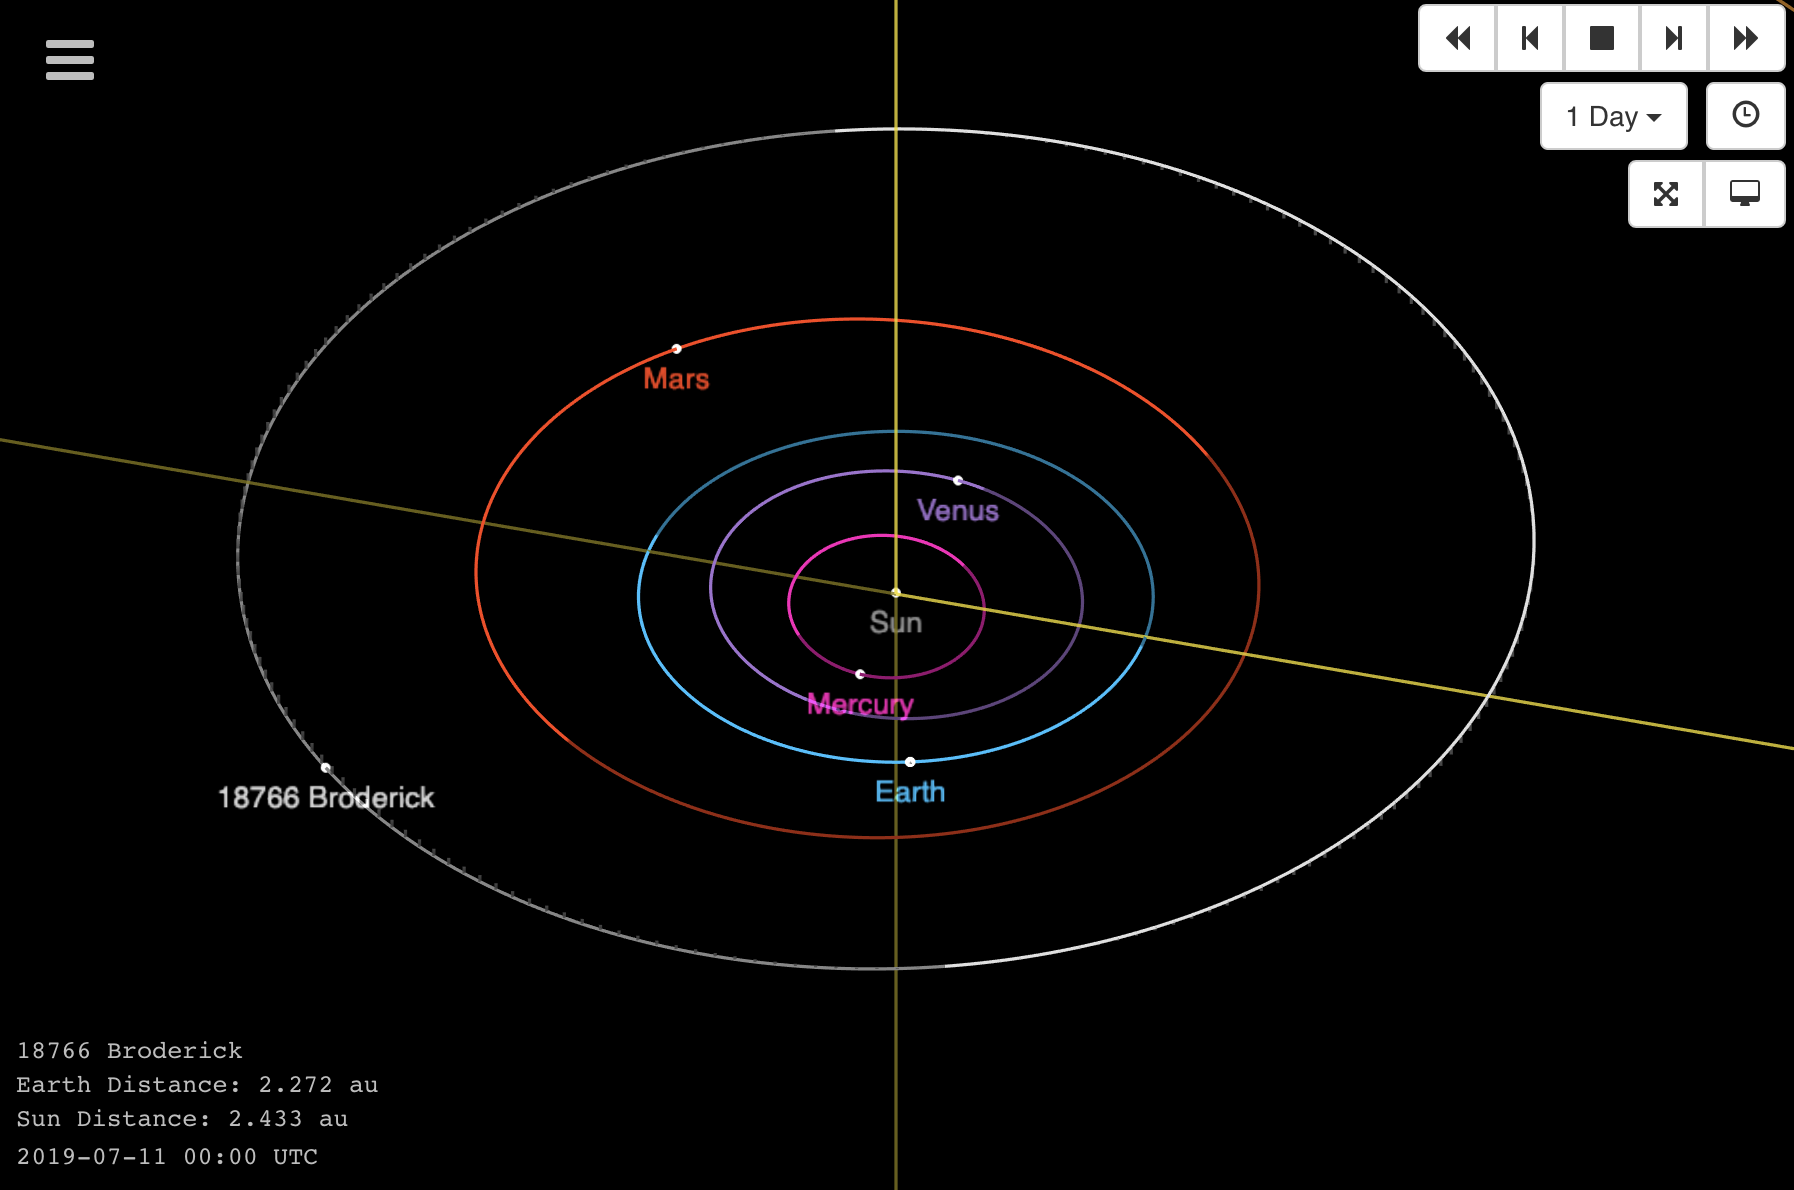 1 Day
Mars
Venus
Sun
Mercury
Earth
18766 Broderick
18766 Broderick
Earth Distance: 2.272 au
Sun Distance: 2.433 au
2019-07-11 00:00 UTC